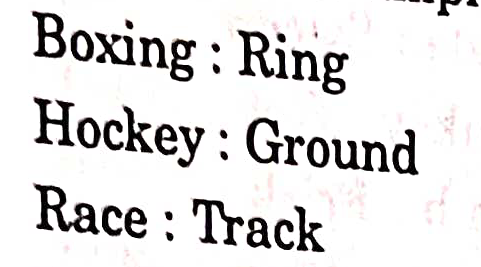 Boxing : Ring
Hockey : Ground
Race : Track